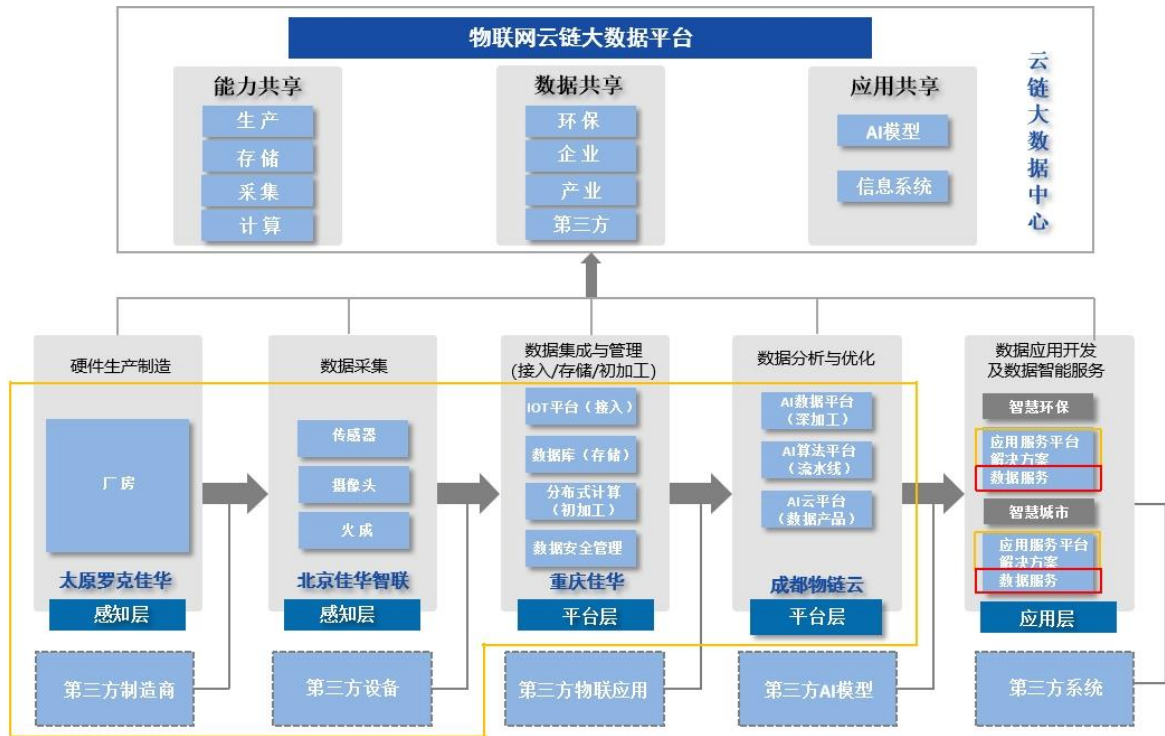 物联网云链大数据平台
能力共享
生产
存储
采集
计算
数据共享
环保
企业
产业
第三方
应用共享
AI模型
信息系统
云链大数据中心
硬件生产制造
厂房
太原罗克佳华
感知层
第三方制造商
数据采集
传感器
摄像头
火成
北京佳华智联
感知层
第三方设备
数据集成与管理
(接入/存储/初加工)
IOT平台（接入）
数据库（存储）
分布式计算
（初加工）
数据安全管理
重庆佳华
平台层
第三方物联应用
数据分析与优化
AI数据平台
（深加工）
AI算法平台
（流水线）
AI云平台
（数据产品）
成都物链云
平台层
第三方AI模型
数据应用开发
及数据智能服务
智慧环保
应用服务平台
解决方案
数据服务
智慧城市
应用服务平台
解决方案
数据服务
应用层
第三方系统